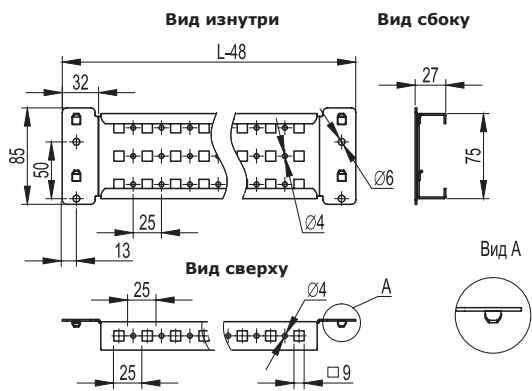 Вид изнутри
Вид сбоку
L-48
32
27
85
50
75
Ø6
Ø4
25
13
Вид сверху
Вид А
25
Ø4
А
25
□9